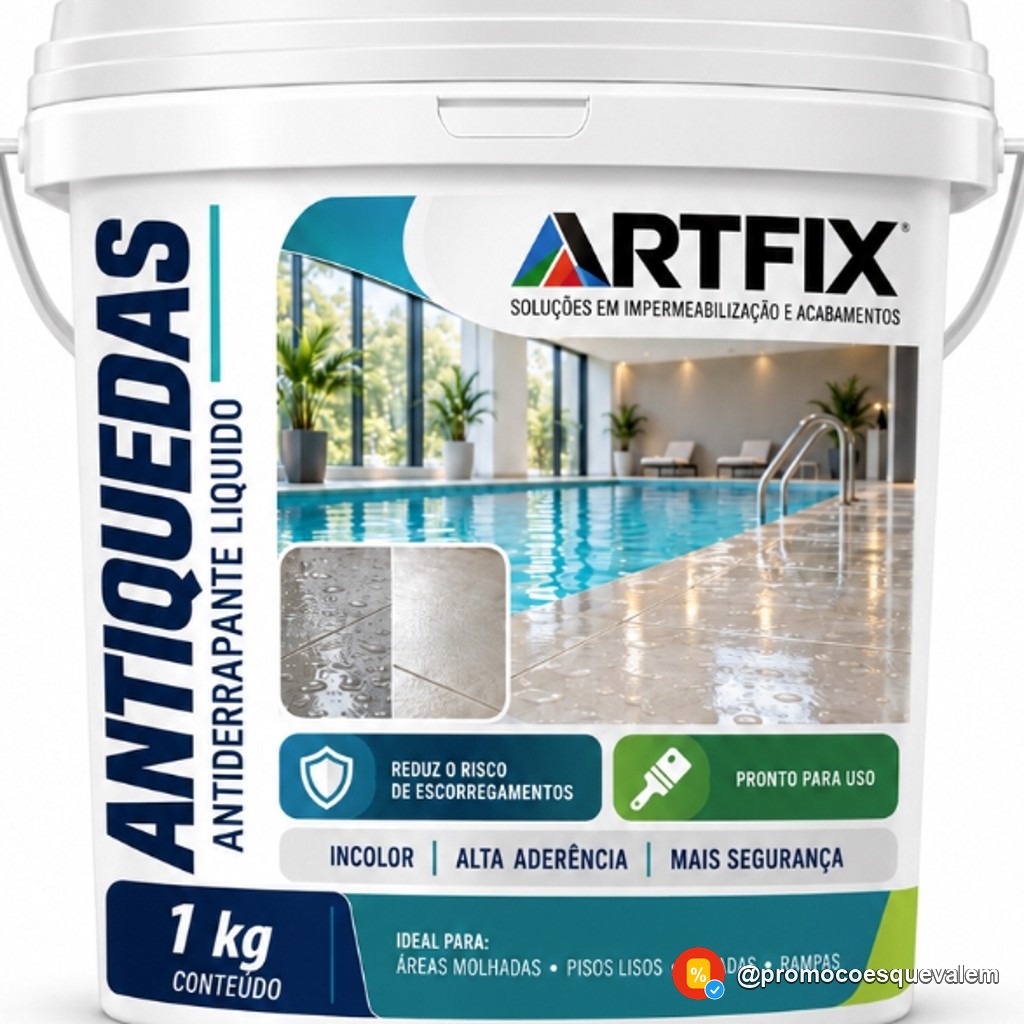 ANTIQUEDAS
ANTIDERRAPANTE LIQUIDO
ARTFIX®
SOLUÇÕES EM IMPERMEABILIZAÇÃO E ACABAMENTOS
REDUZ O RISCO
DE ESCORREGAMENTOS
PRONTO PARA USO
INCOLOR | ALTA ADERÊNCIA | MAIS SEGURANÇA
1 kg
CONTEÚDO
IDEAL PARA:
ÁREAS MOLHADAS • PISOS LISOS • RAMPAS
%
@promocoesquevalem